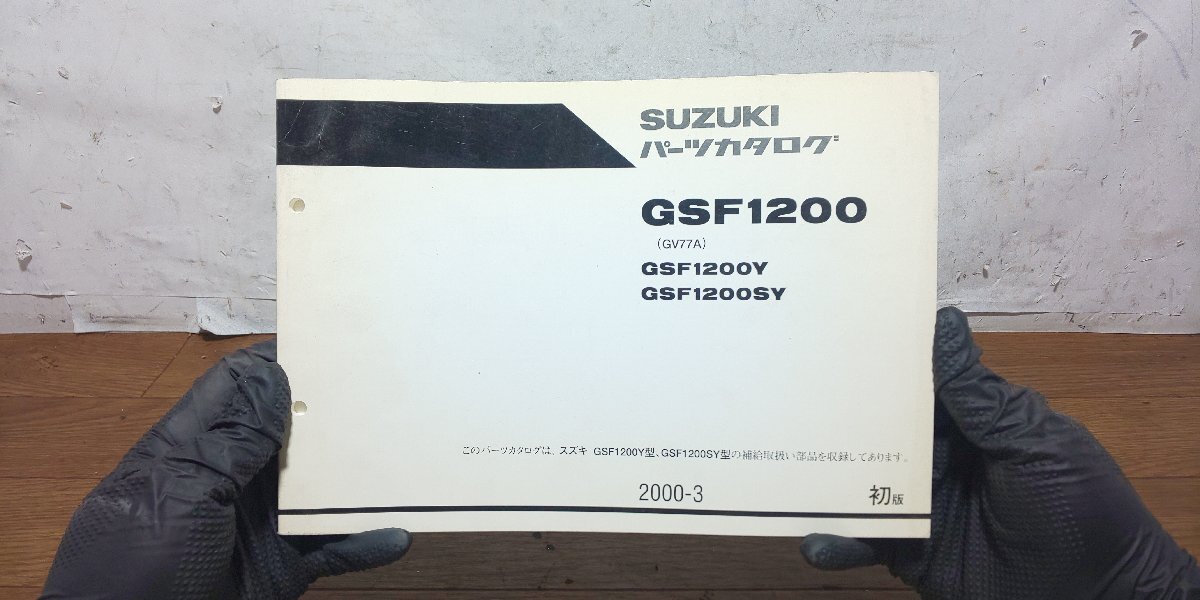 SUZUKI
パーツカタログ
GSF1200
(GV77A)
GSF1200Y
GSF1200SY
このパーツカタログは、スズキ GSF1200Y型、GSF1200SY型の補給取扱い部品を収録してあります。
2000-3
初版